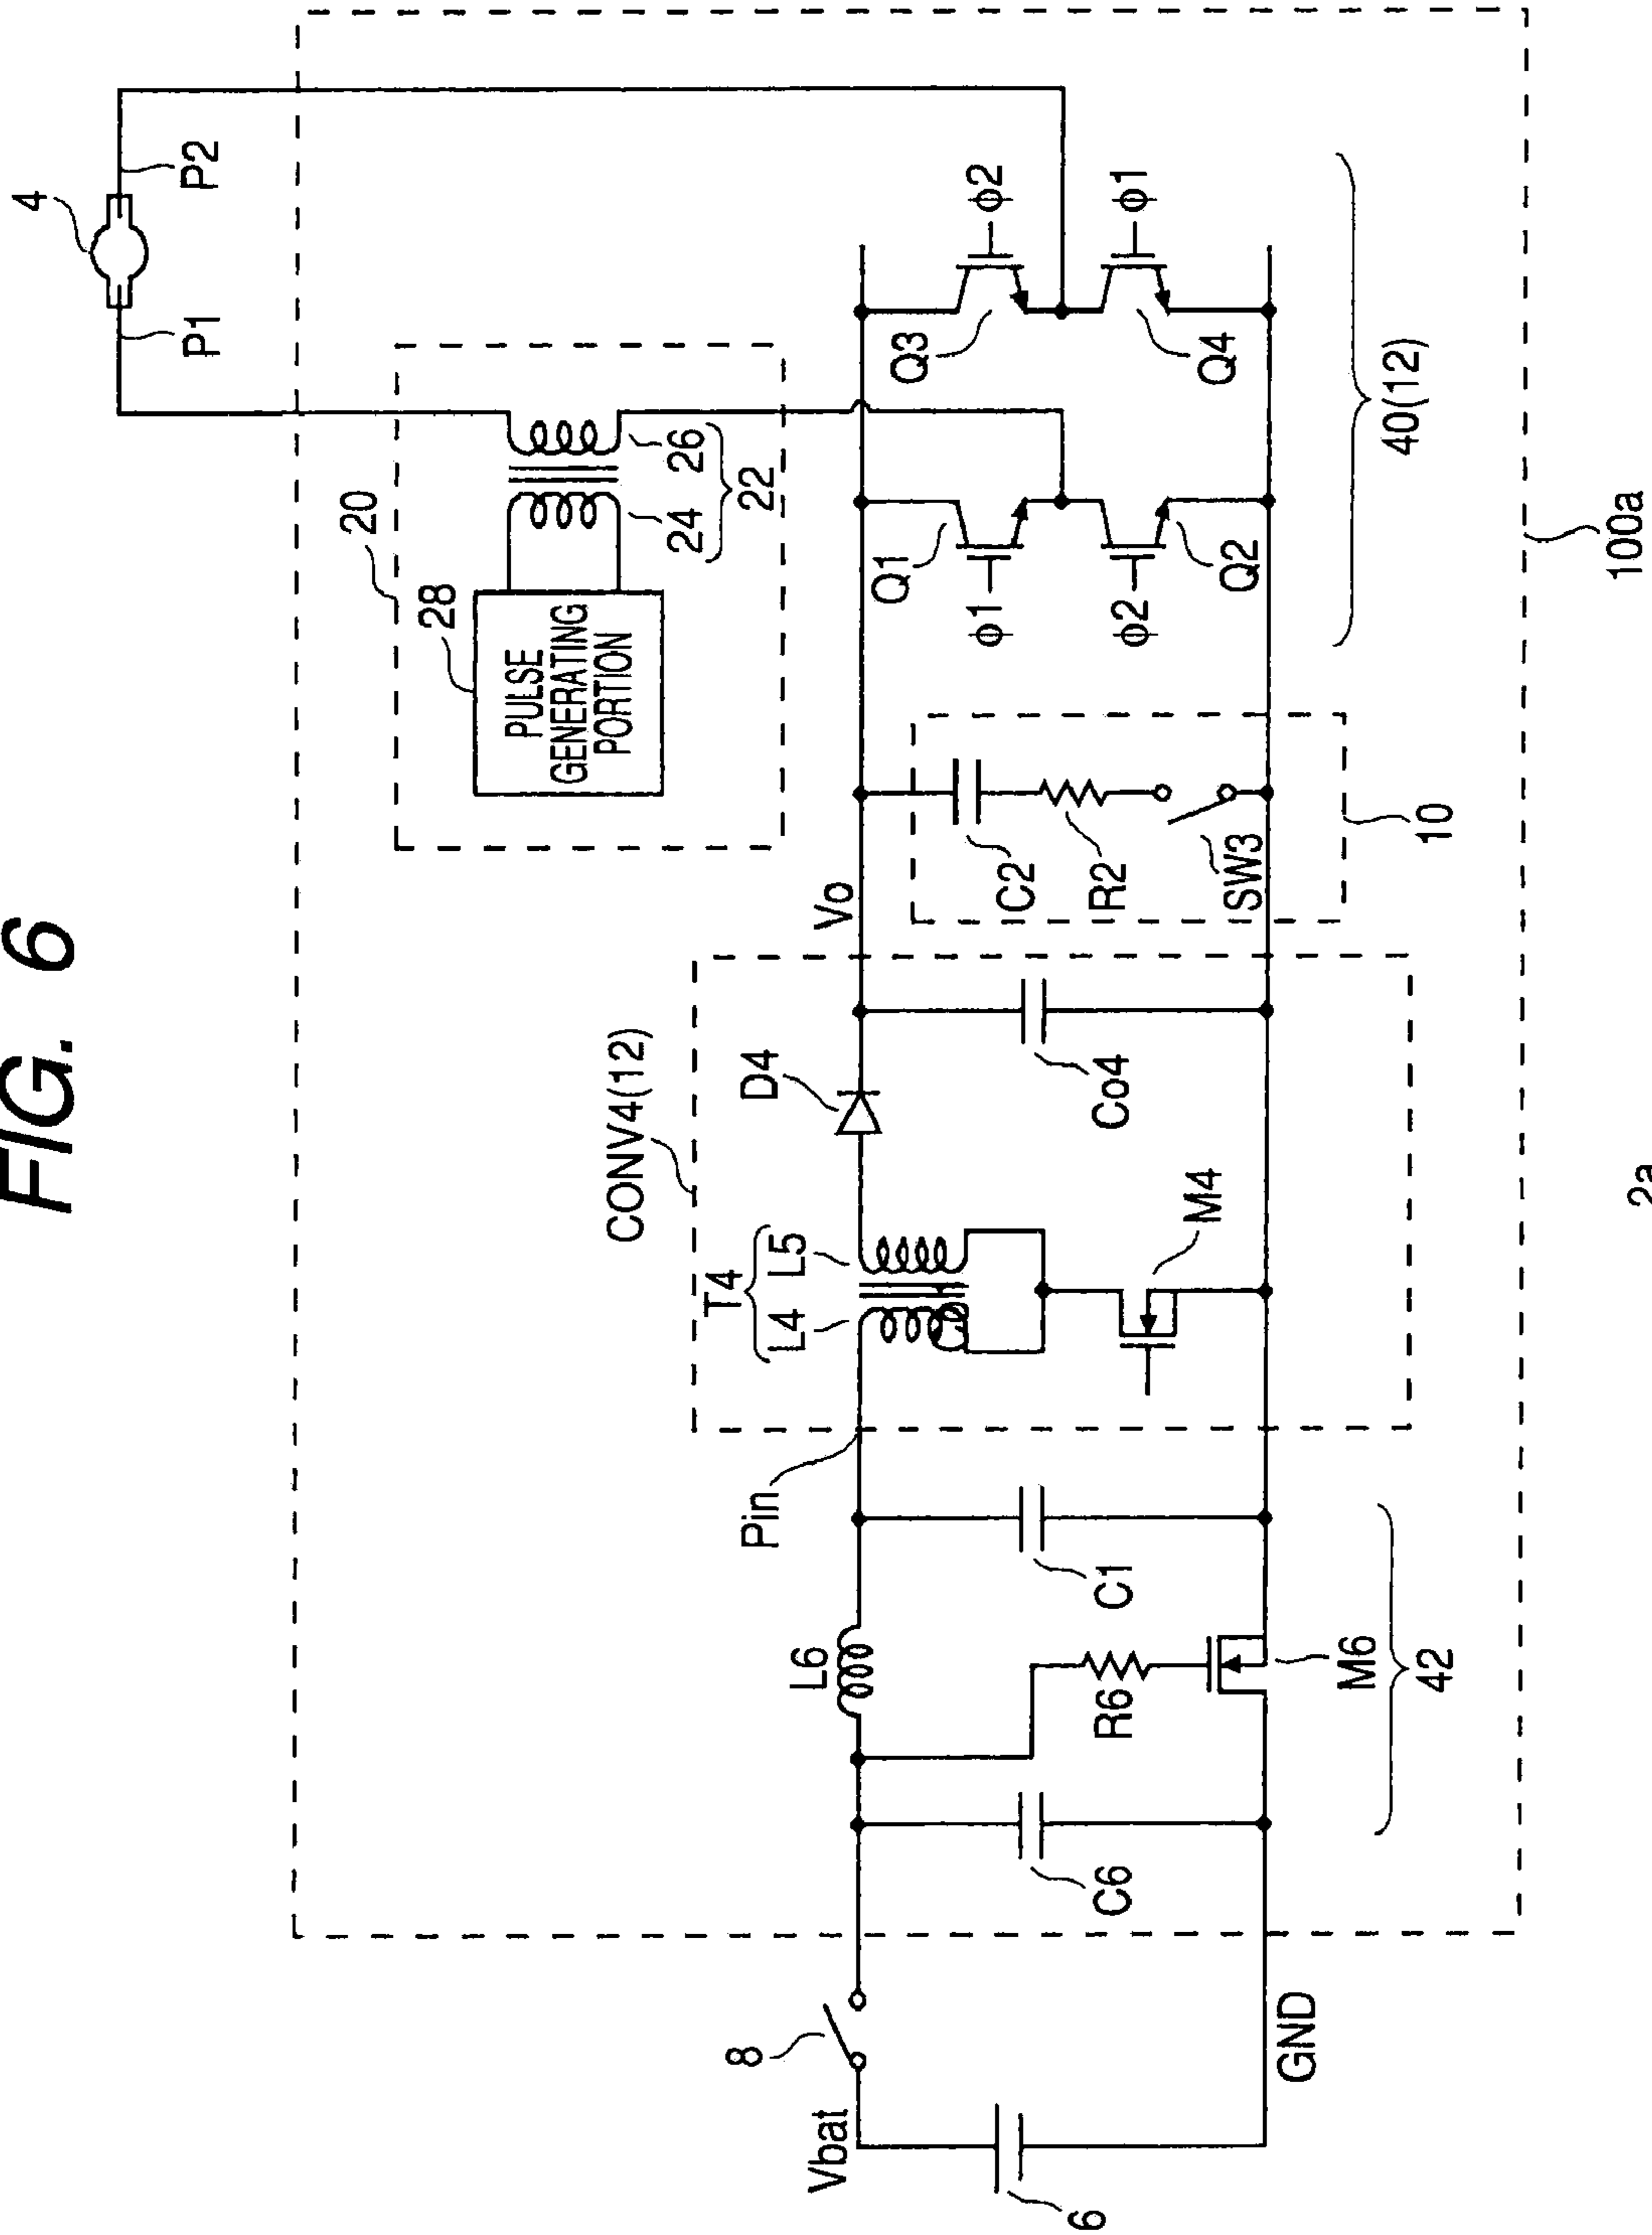 FIG. 6
4
P1
P2
20
28
PULSE
GENERATING
PORTION
24
26
22
CONV4(12)
T4
L4
L5
D4
Vo
8
Vbat
L6
Pin
Q1
φ1
Q3
φ2
6
C6
R6
C1
Co4
M4
C2
R2
SW3
φ2
Q2
Q4
φ1
GND
M6
42
10
40(12)
100a
2a